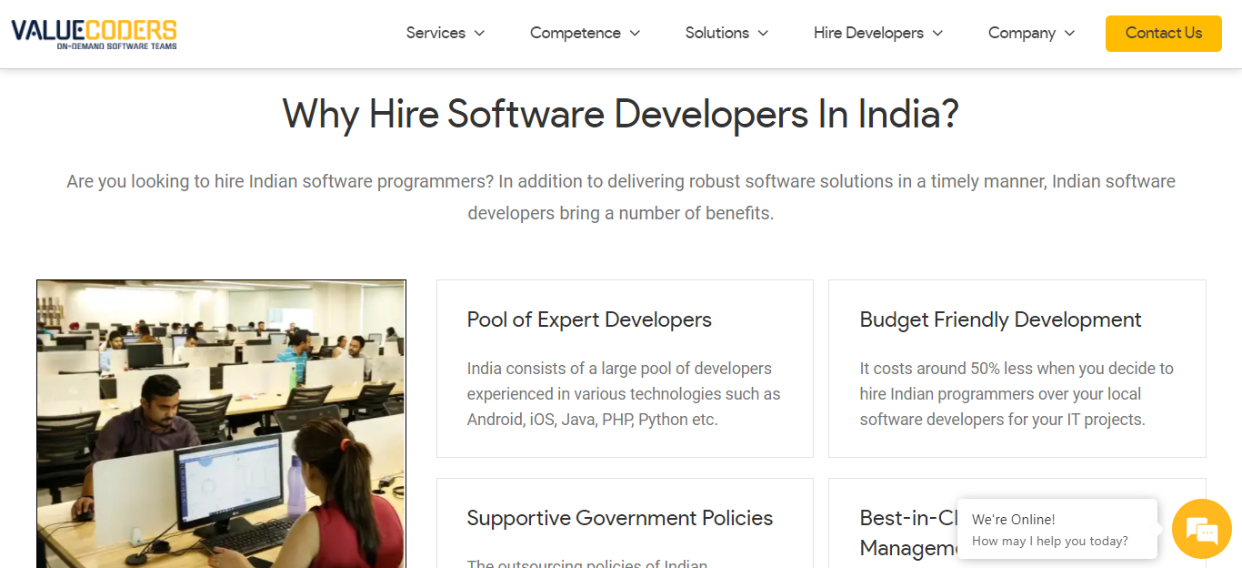 VALUECODERS
ON-DEMAND SOFTWARE TEAMS
Services
Competence
Solutions
Hire Developers
Company
Contact Us
Why Hire Software Developers In India?
Are you looking to hire Indian software programmers? In addition to delivering robust software solutions in a timely manner, Indian software
developers bring a number of benefits.
Pool of Expert Developers
India consists of a large pool of developers
experienced in various technologies such as
Android, iOS, Java, PHP, Python etc.
Budget Friendly Development
It costs around 50% less when you decide to
hire Indian programmers over your local
software developers for your IT projects.
Supportive Government Policies
The outsourcing policies of Indian
Best-in-Cl
Managem
We're Online!
How may I help you today?